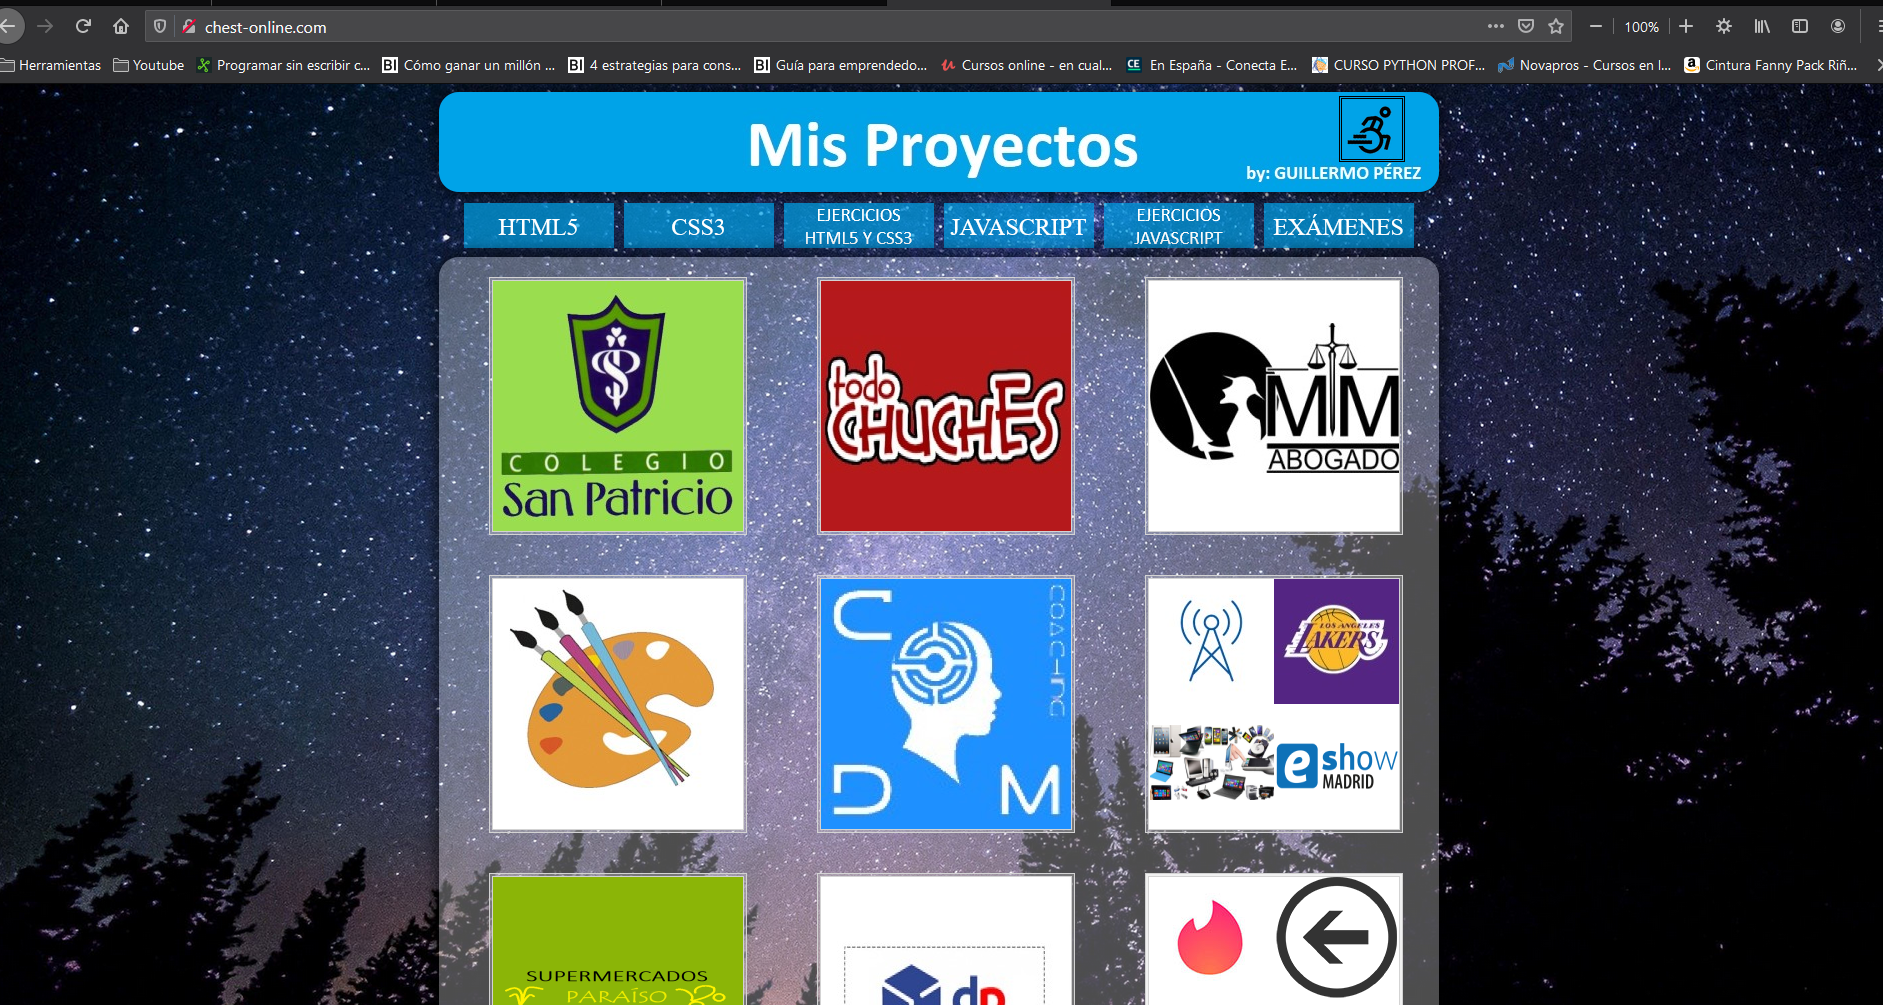 chest-online.com
100%
Herramientas
Youtube
Programar sin escribir c...
Cómo ganar un millón ...
4 estrategias para cons...
Guía para emprendedo...
Cursos online - en cual...
En España - Conecta E...
CURSO PYTHON PROF...
Novapros - Cursos en l...
Cintura Fanny Pack Riñ...
Mis Proyectos
by: GUILLERMO PÉREZ
HTML5
CSS3
EJERCICIOS
HTML5 Y CSS3
JAVASCRIPT
EJERCICIOS
JAVASCRIPT
EXÁMENES
COLEGIO
San Patricio
todo
CHUCHES
MM
ABOGADO
C
COACHING
D M
LOS ANGELES
LAKERS
e show
MADRID
SUPERMERCADOS
PARAÍSO
dp